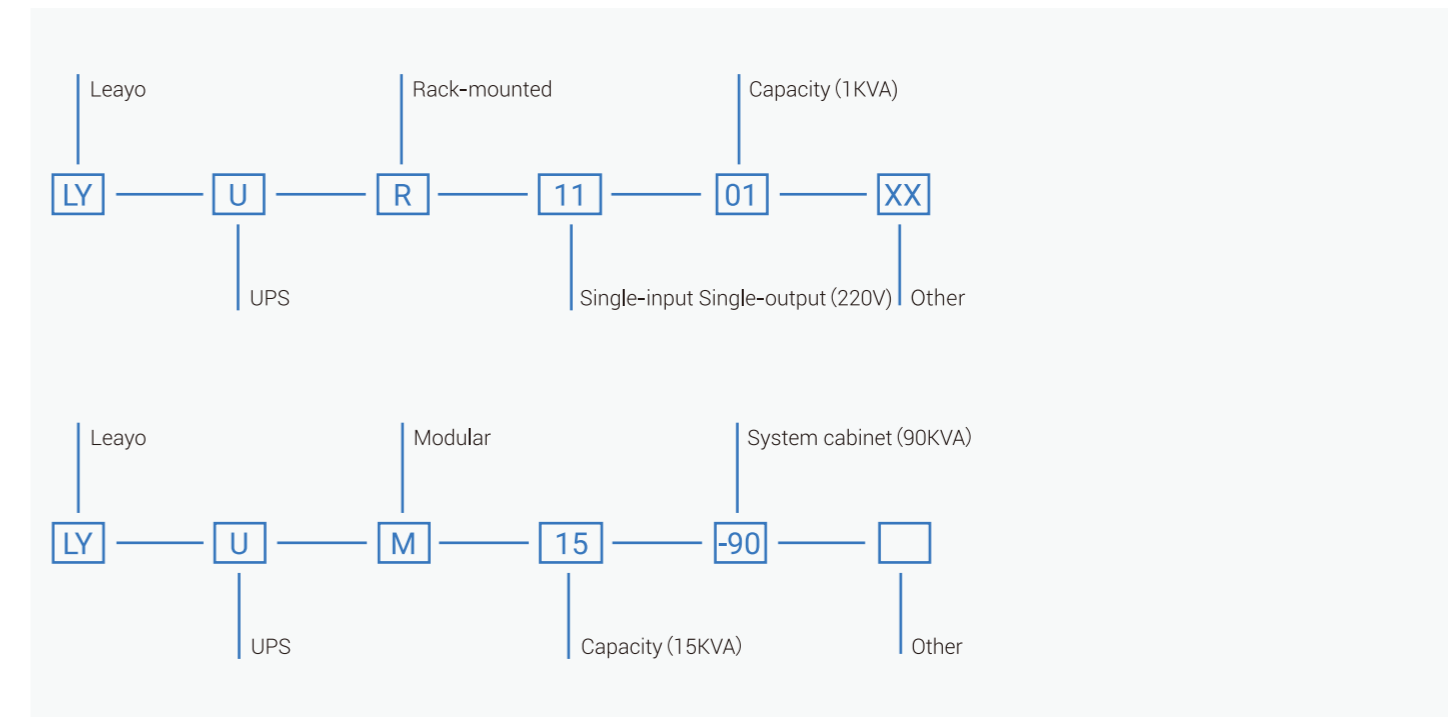 Leayo Rack-mounted Capacity (1KVA)
LY U R 11 01 XX
UPS Single-input Single-output (220V) Other
Leayo Modular System cabinet (90KVA)
LY U M 15 -90
UPS Capacity (15KVA) Other